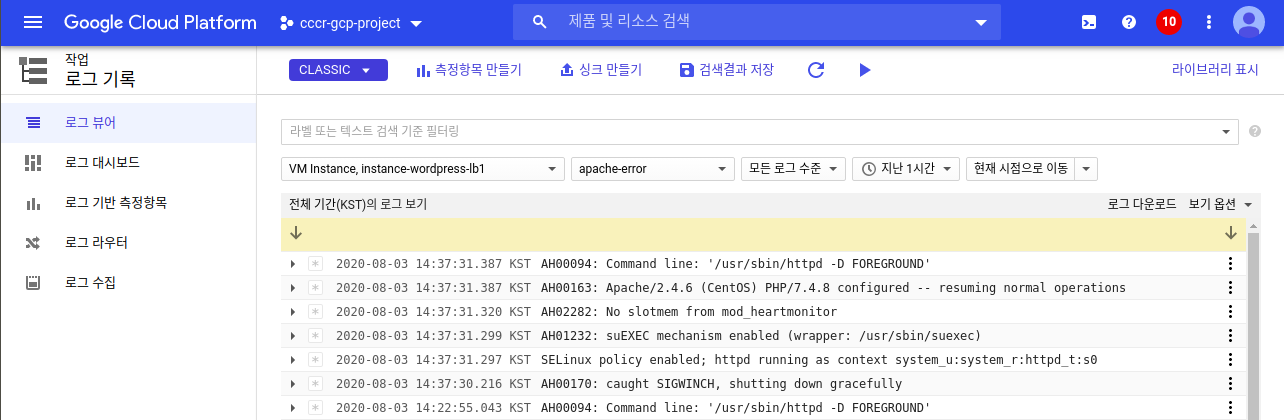 Google Cloud Platform cccr-gcp-project 제품 및 리소스 검색 10
작업
로그 기록
CLASSIC 측정항목 만들기 싱크 만들기 검색결과 저장 라이브러리 표시
로그 뷰어
로그 대시보드
로그 기반 측정항목
로그 라우터
로그 수집
라벨 또는 텍스트 검색 기준 필터링
VM Instance, instance-wordpress-lb1 apache-error 모든 로그 수준 지난 1시간 현재 시점으로 이동
전체 기간(KST)의 로그 보기 로그 다운로드 보기 옵션
2020-08-03 14:37:31.387 KST AH00094: Command line: '/usr/sbin/httpd -D FOREGROUND'
2020-08-03 14:37:31.387 KST AH00163: Apache/2.4.6 (CentOS) PHP/7.4.8 configured -- resuming normal operations
2020-08-03 14:37:31.320 KST AH02282: No slotmem from mod_heartmonitor
2020-08-03 14:37:31.299 KST AH01232: suEXEC mechanism enabled (wrapper: /usr/sbin/suexec)
2020-08-03 14:37:31.297 KST SELinux policy enabled; httpd running as context system_u:system_r:httpd_t:s0
2020-08-03 14:37:30.216 KST AH00170: caught SIGWINCH, shutting down gracefully
2020-08-03 14:22:55.043 KST AH00094: Command line: '/usr/sbin/httpd -D FOREGROUND'